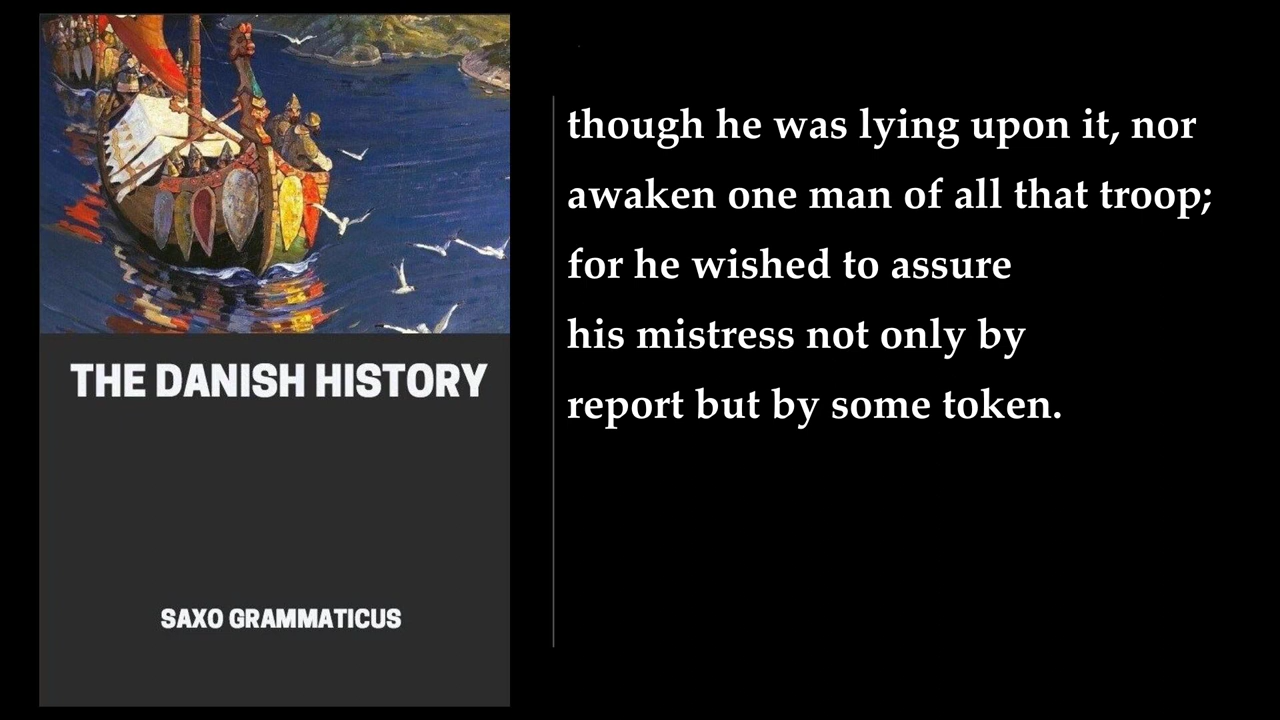 THE DANISH HISTORY
SAXO GRAMMATICUS
though he was lying upon it, nor
awaken one man of all that troop;
for he wished to assure
his mistress not only by
report but by some token.